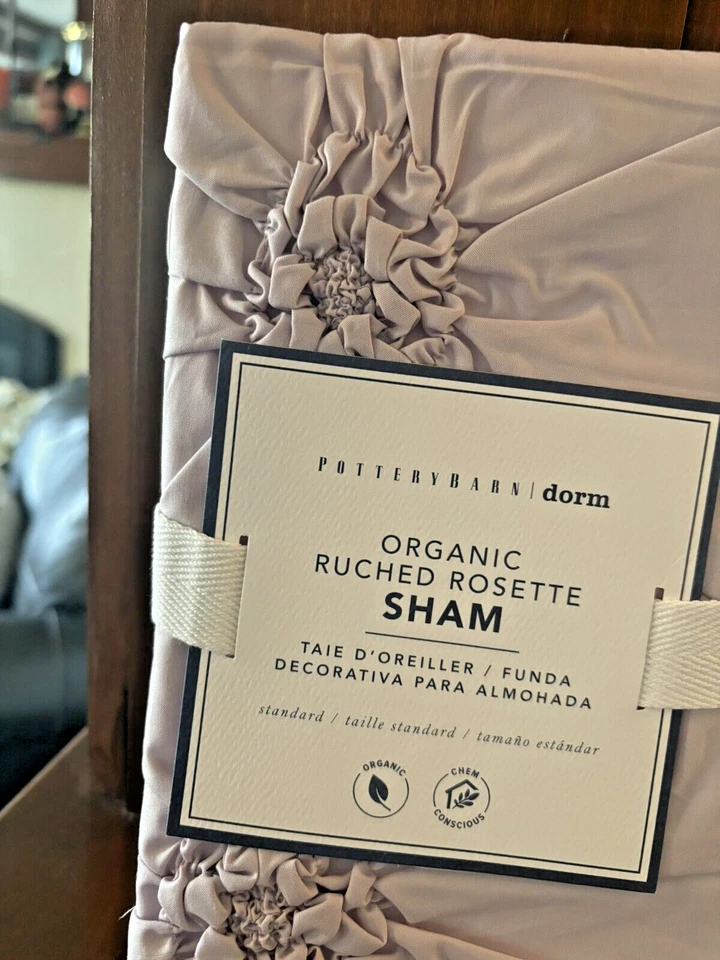 POTTERYBARN | dorm
ORGANIC
RUCHED ROSETTE
SHAM
TAIE D'OREILLER / FUNDA
DECORATIVA PARA ALMOHADA
standard / taille standard / tamaño estándar
ORGANIC
CHEM
CONSCIOUS